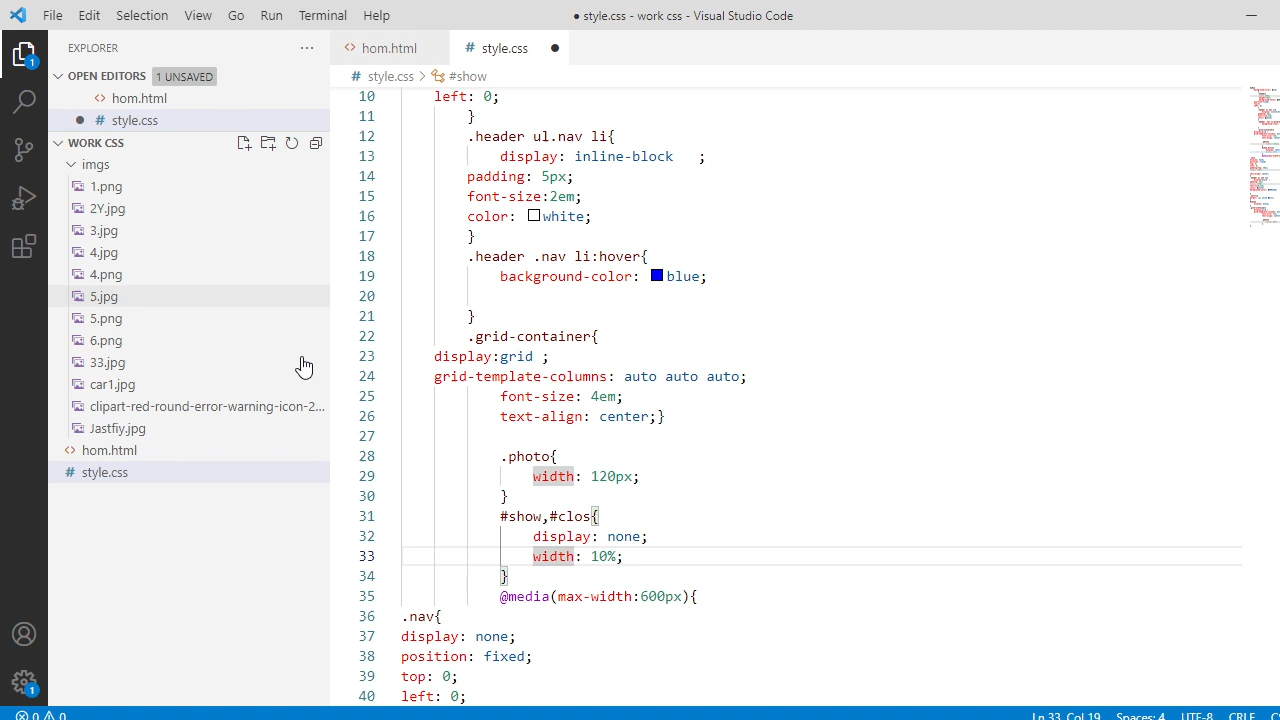 File Edit Selection View Go Run Terminal Help
● style.css - work css - Visual Studio Code
EXPLORER ···
OPEN EDITORS 1 UNSAVED
<> hom.html
# style.css
WORK CSS
imgs
1.png
2Y.jpg
3.jpg
4.jpg
4.png
5.jpg
5.png
6.png
33.jpg
car1.jpg
clipart-red-round-error-warning-icon-2...
Jastfiy.jpg
<> hom.html
# style.css
1
1
<> hom.html
# style.css ●
# style.css > #show
10 left: 0;
11 }
12 .header ul.nav li{
13 display: inline-block ;
14 padding: 5px;
15 font-size:2em;
16 color: white;
17 }
18 .header .nav li:hover{
19 background-color: blue;
20
21 }
22 .grid-container{
23 display:grid ;
24 grid-template-columns: auto auto auto;
25 font-size: 4em;
26 text-align: center;}
27
28 .photo{
29 width: 120px;
30 }
31 #show,#clos{
32 display: none;
33 width: 10%;
34 }
35 @media(max-width:600px){
36 .nav{
37 display: none;
38 position: fixed;
39 top: 0;
40 left: 0;
0 0 Ln 33, Col 19 Spaces: 4 UTF-8 CRLF